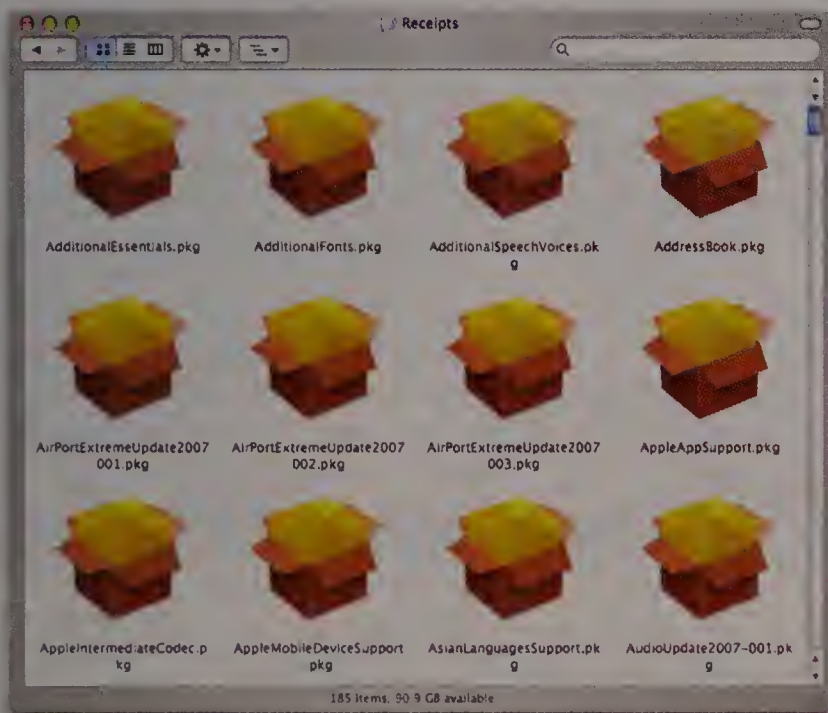 Receipts
AdditionalEssentials.pkg
AdditionalFonts.pkg
AdditionalSpeechVoices.pk
g
AddressBook.pkg
AirPortExtremeUpdate2007
001.pkg
AirPortExtremeUpdate2007
002.pkg
AirPortExtremeUpdate2007
003.pkg
AppleAppSupport.pkg
AppleIntermediateCodec.p
kg
AppleMobileDeviceSupport
pkg
AsianLanguagesSupport.pk
g
AudioUpdate2007-001.pk
g
185 items, 90.9 GB available